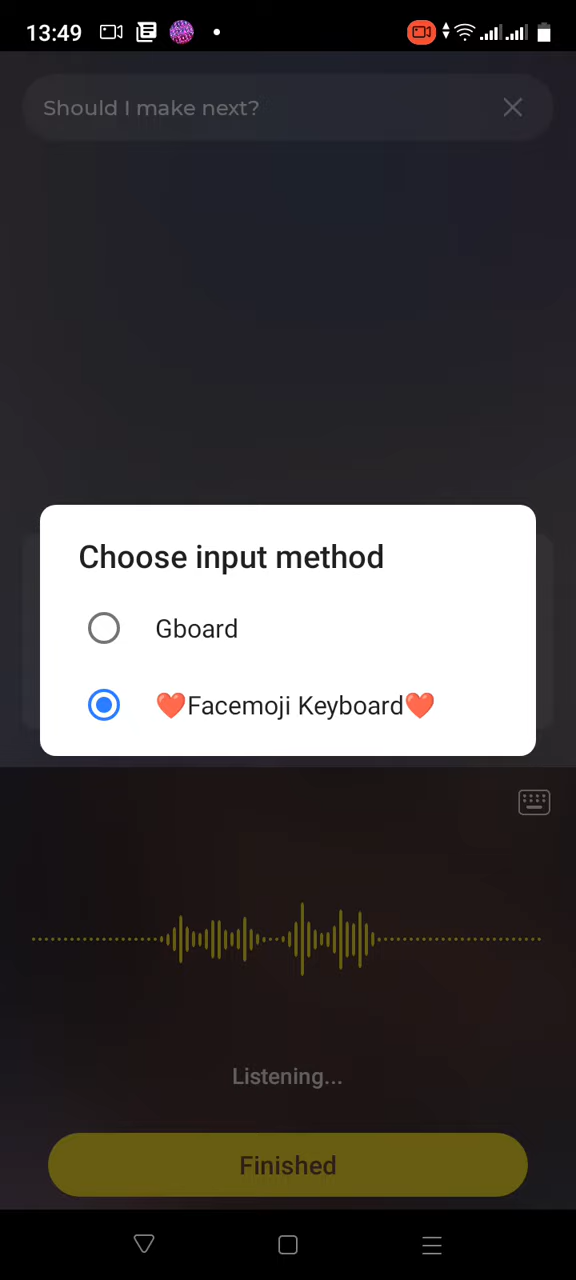 13:49
Should I make next?
Choose input method
Gboard
❤️Facemoji Keyboard❤️
Listening...
Finished